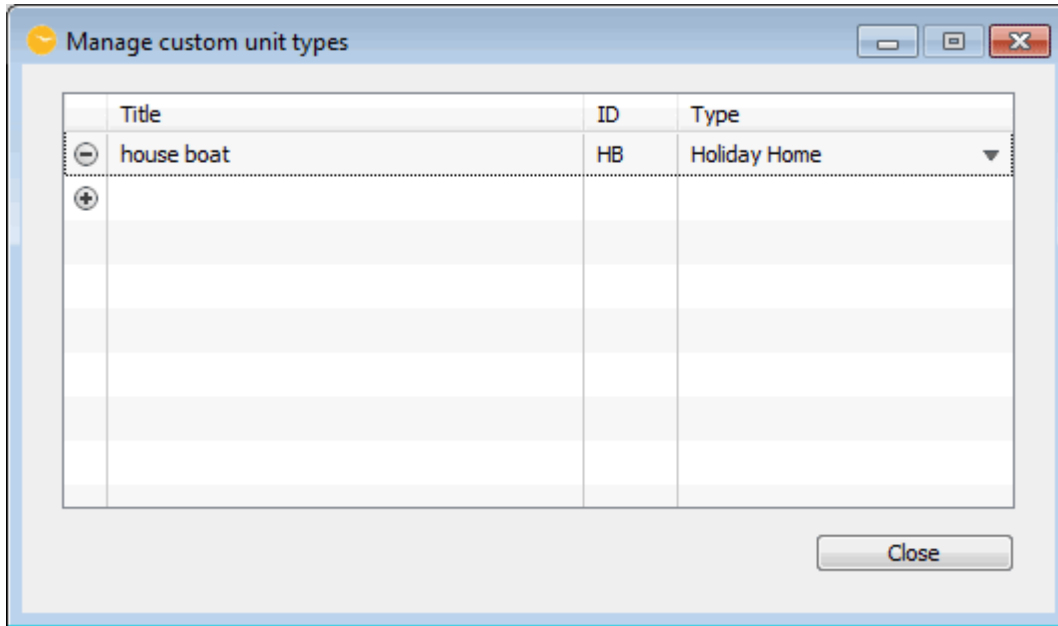 Manage custom unit types
Title ID Type
house boat HB Holiday Home
Close